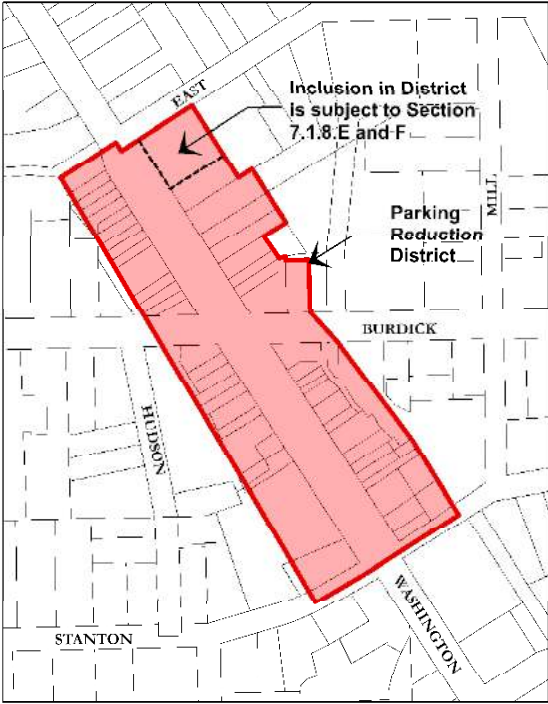 EAST
Inclusion in District
is subject to Section
7.1.8.E and F
MILL
Parking
Reduction
District
BURDICK
HUDSON
WASHINGTON
STANTON